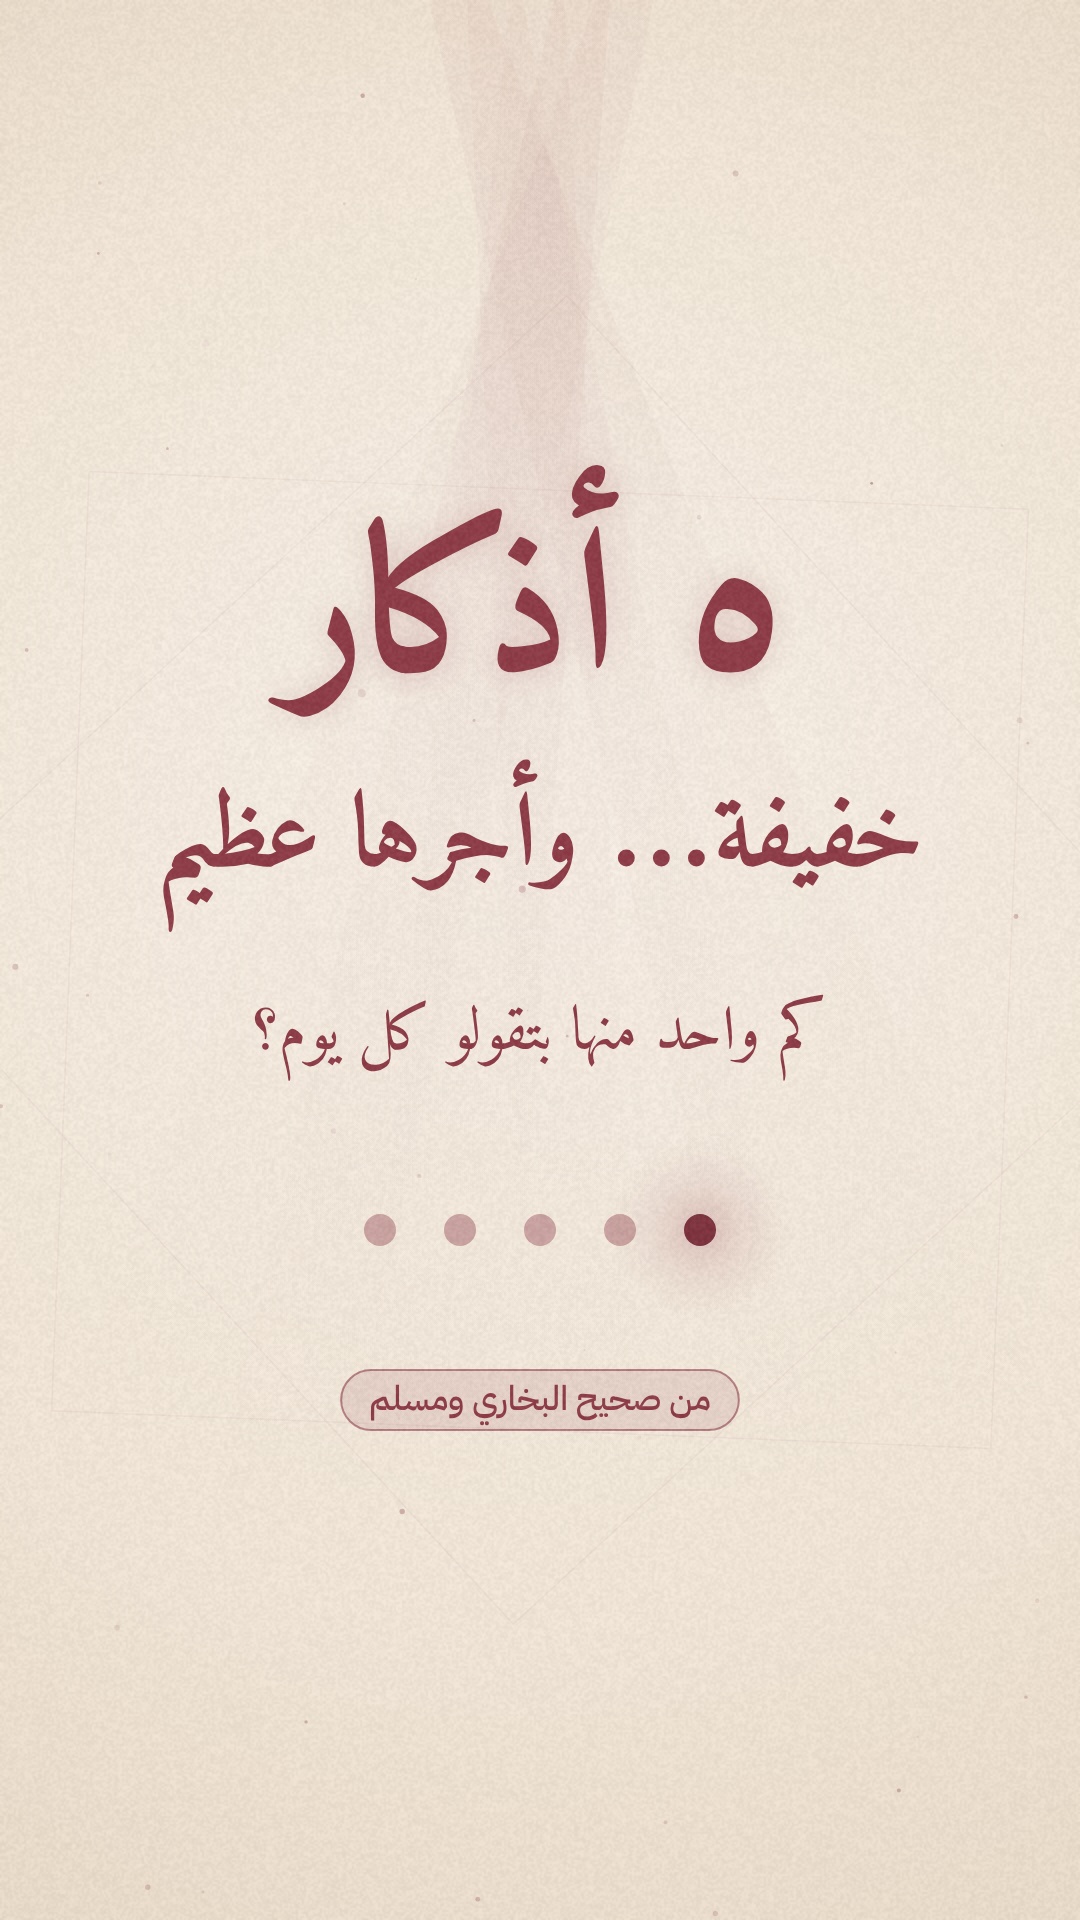 ٥ أذكار
خفيفة... وأجرها عظيم
كم واحد منها بتقولو كل يوم؟
من صحيح البخاري ومسلم